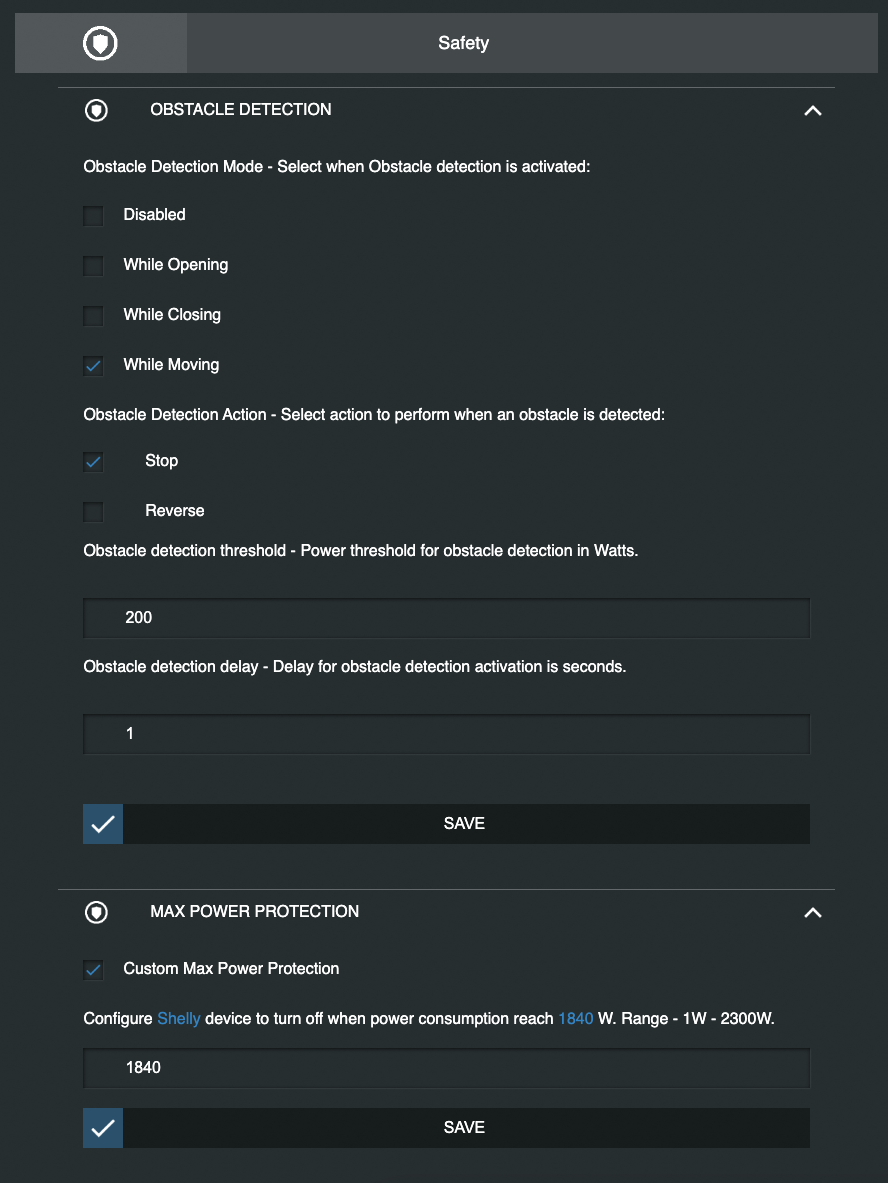 Safety
OBSTACLE DETECTION
Obstacle Detection Mode - Select when Obstacle detection is activated:
Disabled
While Opening
While Closing
While Moving
Obstacle Detection Action - Select action to perform when an obstacle is detected:
Stop
Reverse
Obstacle detection threshold - Power threshold for obstacle detection in Watts.
200
Obstacle detection delay - Delay for obstacle detection activation is seconds.
1
SAVE
MAX POWER PROTECTION
Custom Max Power Protection
Configure Shelly device to turn off when power consumption reach 1840 W. Range - 1W - 2300W.
1840
SAVE